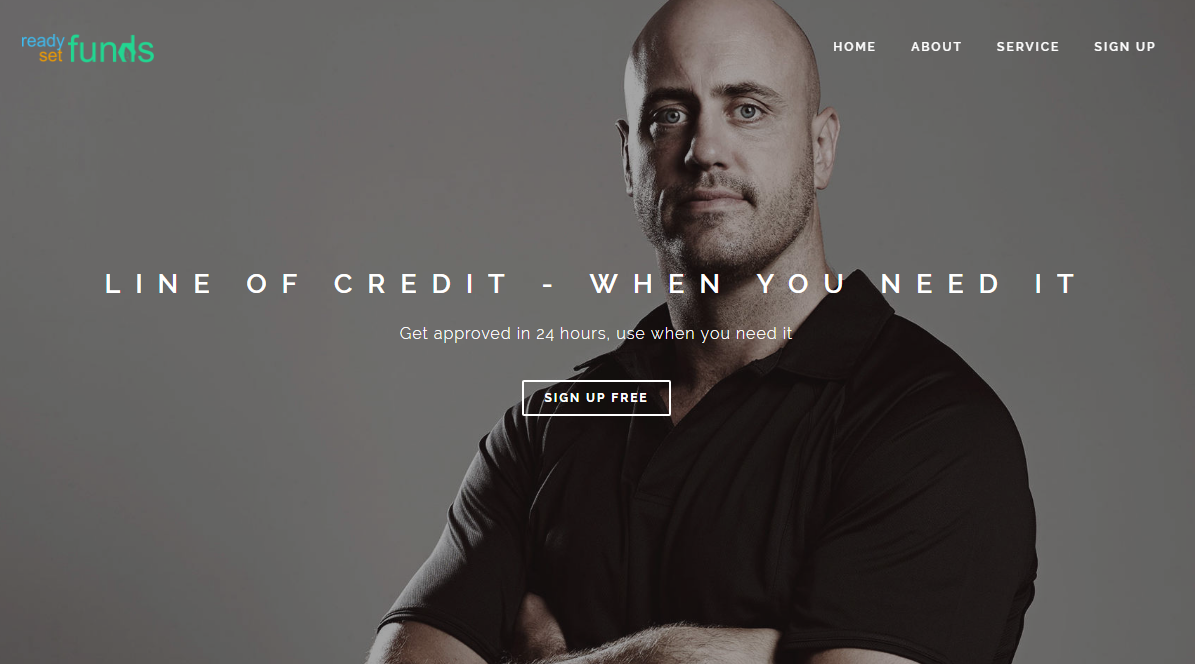 ready
set funds
HOME ABOUT SERVICE SIGN UP
LINE OF CREDIT - WHEN YOU NEED IT
Get approved in 24 hours, use when you need it
SIGN UP FREE